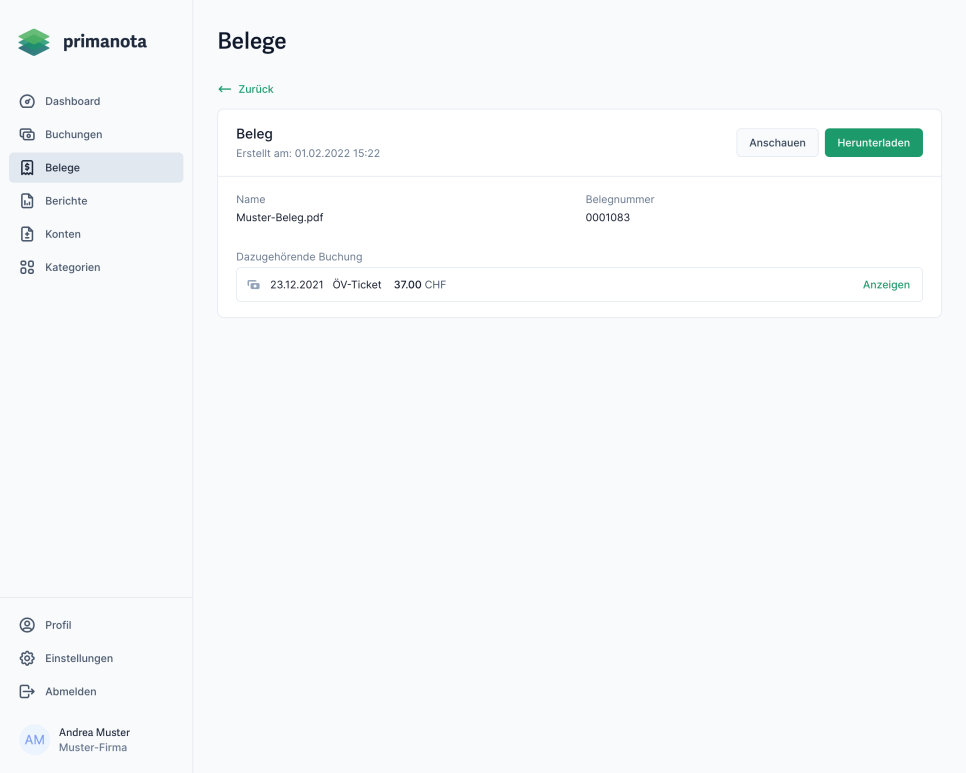 primanota
Dashboard
Buchungen
Belege
Berichte
Konten
Kategorien
Profil
Einstellungen
Abmelden
AM
Andrea Muster
Muster-Firma
Belege
Zurück
Beleg
Erstellt am: 01.02.2022 15:22
Anschauen
Herunterladen
Name
Muster-Beleg.pdf
Belegnummer
0001083
Dazugehörende Buchung
23.12.2021 ÖV-Ticket 37.00 CHF
Anzeigen